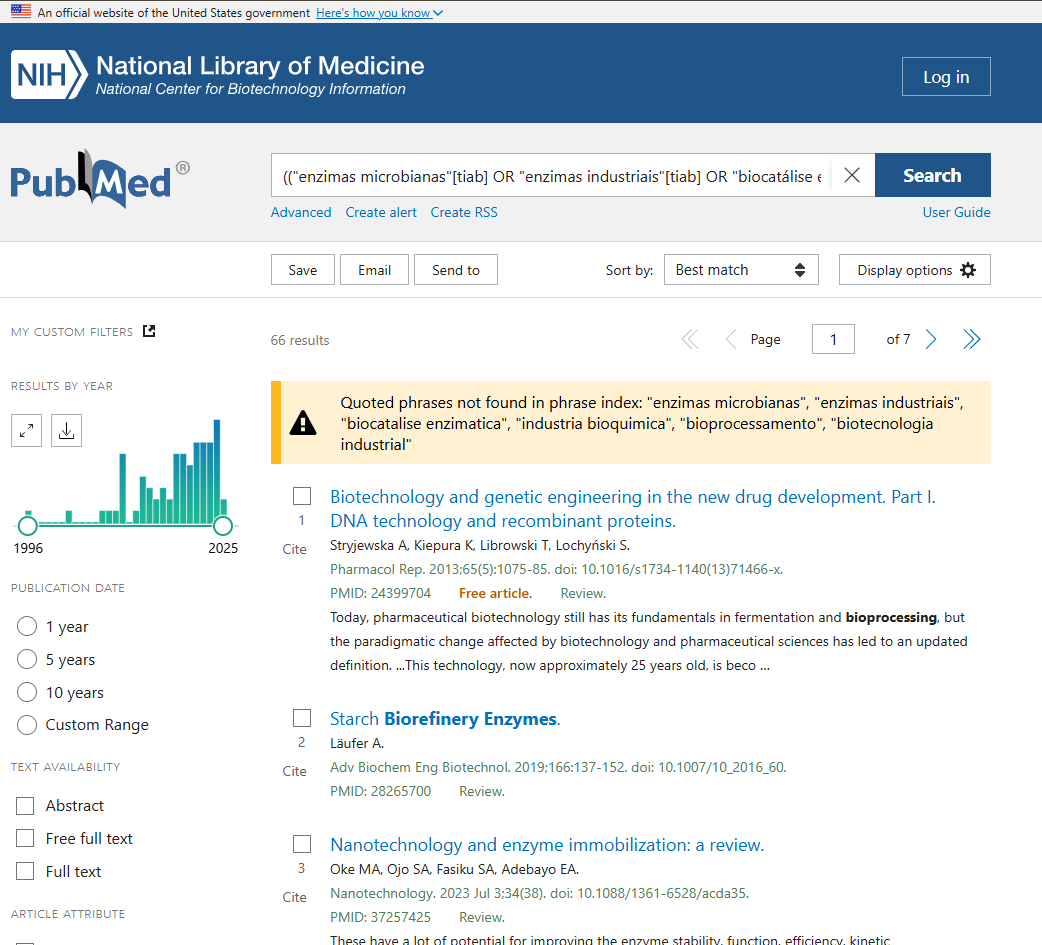 An official website of the United States government Here's how you know
NIH National Library of Medicine
National Center for Biotechnology Information
Log in
PubMed®
(("enzimas microbianas"[tiab] OR "enzimas industriais"[tiab] OR "biocatálise e
Search
Advanced Create alert Create RSS User Guide
Save Email Send to Sort by: Best match Display options
MY CUSTOM FILTERS
66 results Page 1 of 7
RESULTS BY YEAR
1996 2025
Quoted phrases not found in phrase index: "enzimas microbianas", "enzimas industriais",
"biocatalise enzimatica", "industria bioquimica", "bioprocessamento", "biotecnologia
industrial"
PUBLICATION DATE
1 year
5 years
10 years
Custom Range
TEXT AVAILABILITY
Abstract
Free full text
Full text
ARTICLE ATTRIBUTE
1
Cite
Biotechnology and genetic engineering in the new drug development. Part I.
DNA technology and recombinant proteins.
Stryjewska A, Kiepura K, Librowski T, Lochyński S.
Pharmacol Rep. 2013;65(5):1075-85. doi: 10.1016/s1734-1140(13)71466-x.
PMID: 24399704 Free article. Review.
Today, pharmaceutical biotechnology still has its fundamentals in fermentation and bioprocessing, but
the paradigmatic change affected by biotechnology and pharmaceutical sciences has led to an updated
definition. ...This technology, now approximately 25 years old, is beco ...
2
Cite
Starch Biorefinery Enzymes.
Läufer A.
Adv Biochem Eng Biotechnol. 2019;166:137-152. doi: 10.1007/10_2016_60.
PMID: 28265700 Review.
3
Cite
Nanotechnology and enzyme immobilization: a review.
Oke MA, Ojo SA, Fasiku SA, Adebayo EA.
Nanotechnology. 2023 Jul 3;34(38). doi: 10.1088/1361-6528/acda35.
PMID: 37257425 Review.
These have a lot of potential for improving the enzyme stability, function, efficiency, kinetic